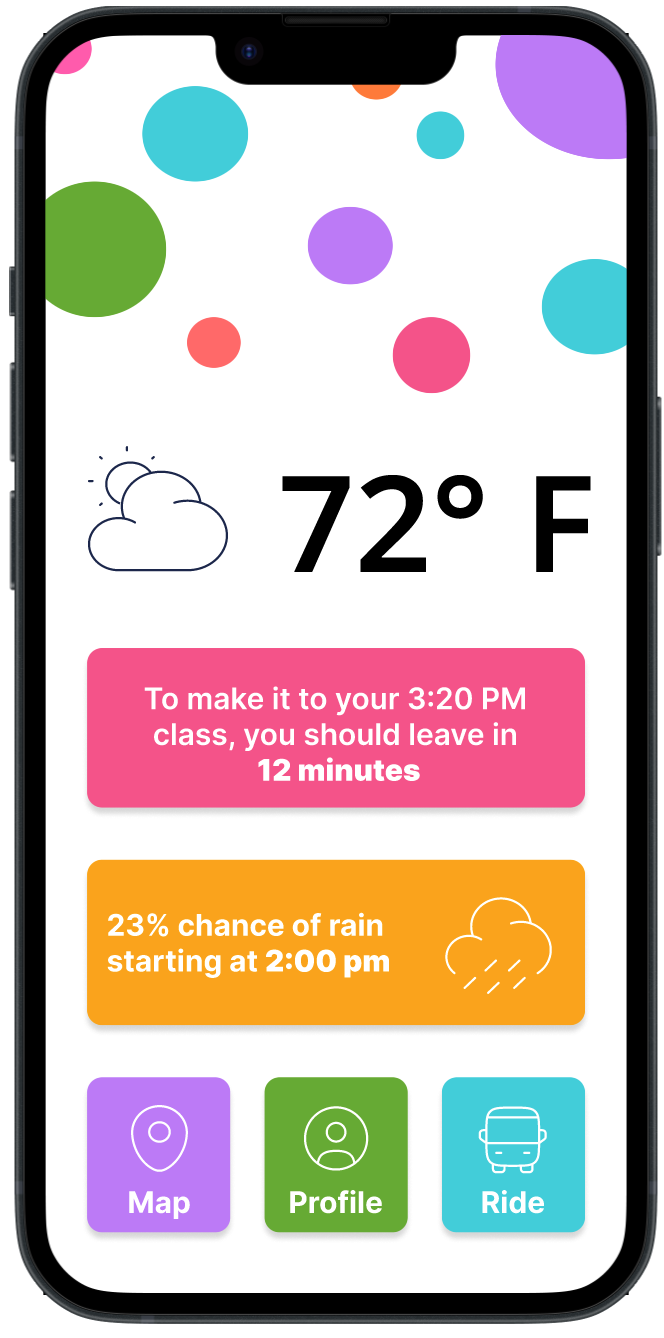 72° F
To make it to your 3:20 PM
class, you should leave in
12 minutes
23% chance of rain
starting at 2:00 pm
Map
Profile
Ride